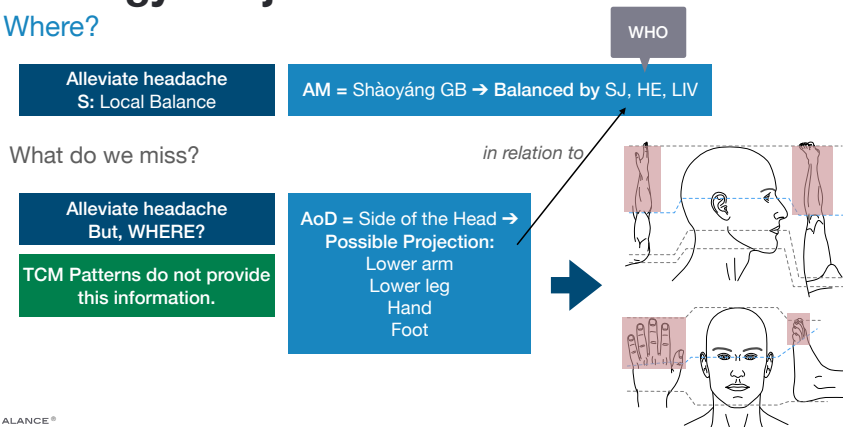 Where?
WHO
Alleviate headache
S: Local Balance
AM = Shàoyáng GB ➔ Balanced by SJ, HE, LIV
What do we miss?
in relation to
Alleviate headache
But, WHERE?
TCM Patterns do not provide
this information.
AoD = Side of the Head ➔
Possible Projection:
Lower arm
Lower leg
Hand
Foot
ALANCE®